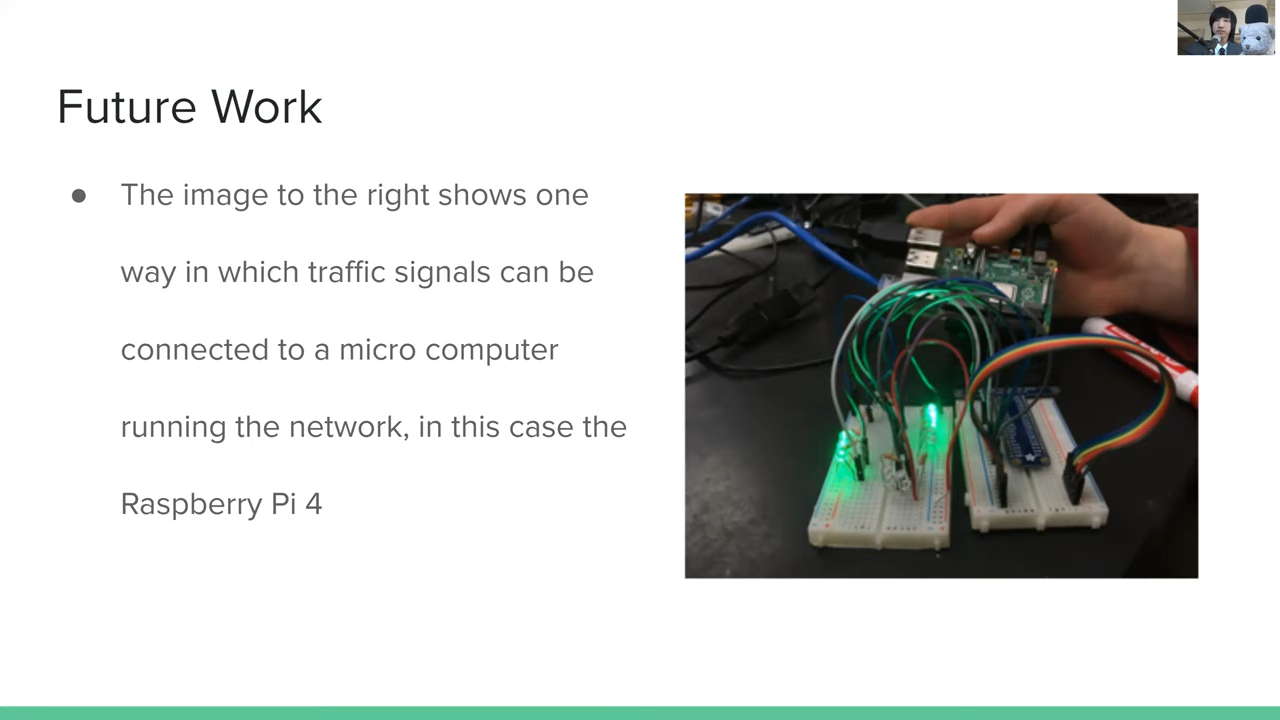 Future Work
● The image to the right shows one
way in which traffic signals can be
connected to a micro computer
running the network, in this case the
Raspberry Pi 4